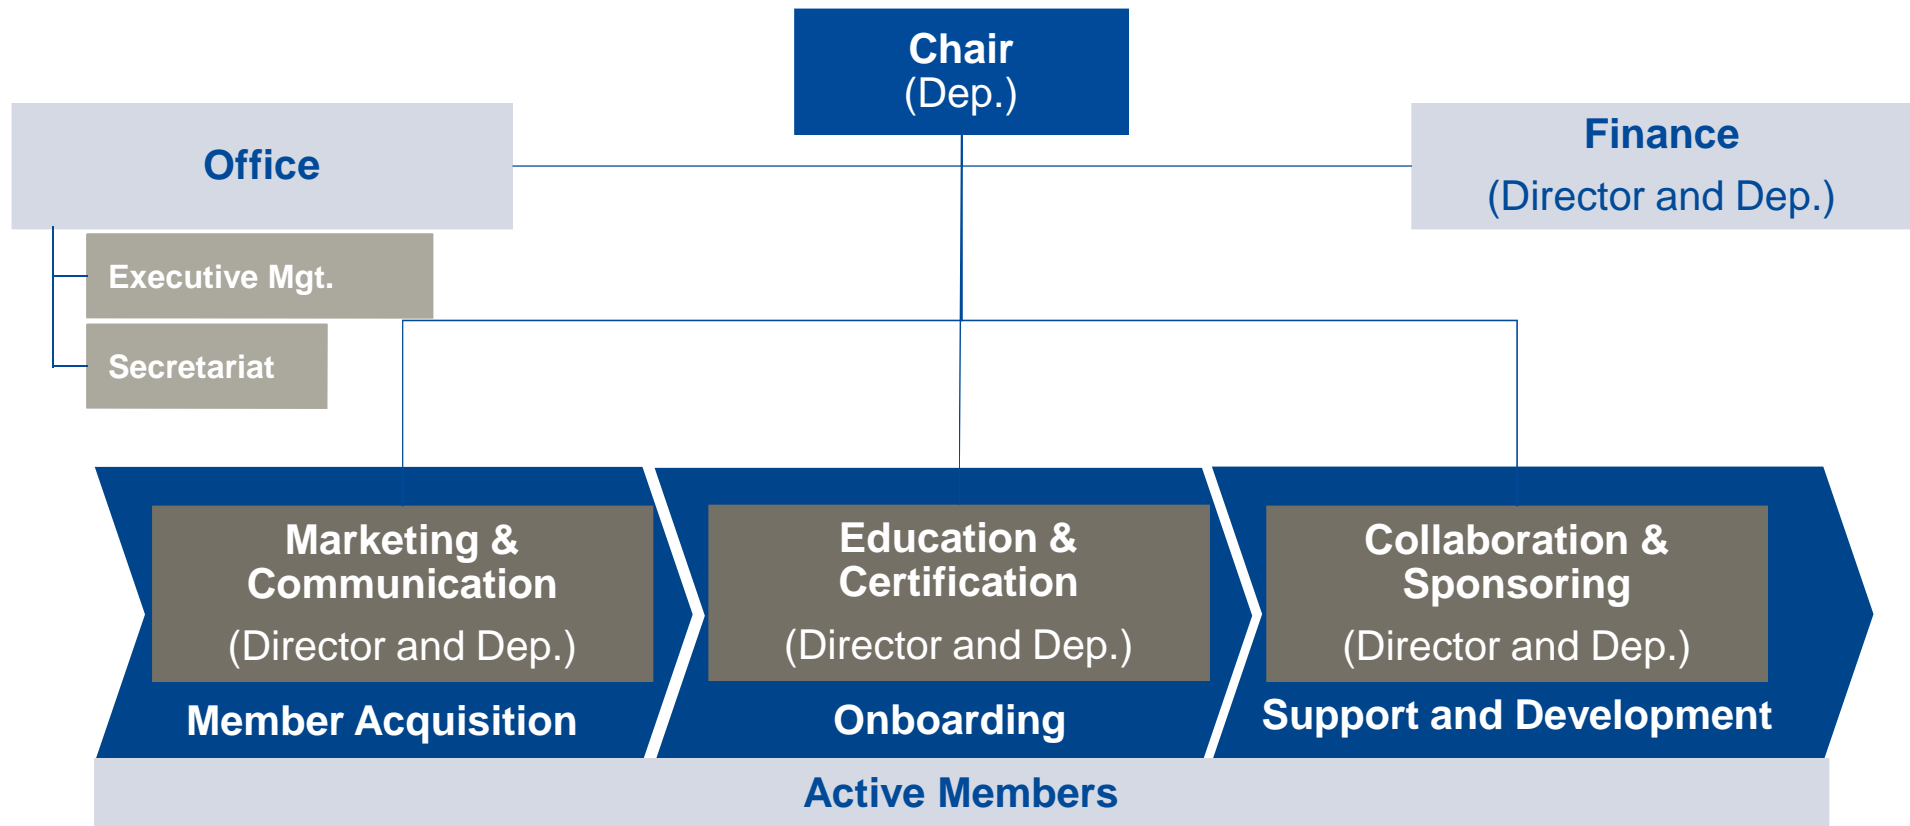 Chair
(Dep.)
Office
Finance
(Director and Dep.)
Executive Mgt.
Secretariat
Marketing &
Communication
(Director and Dep.)
Member Acquisition
Education &
Certification
(Director and Dep.)
Onboarding
Collaboration &
Sponsoring
(Director and Dep.)
Support and Development
Active Members